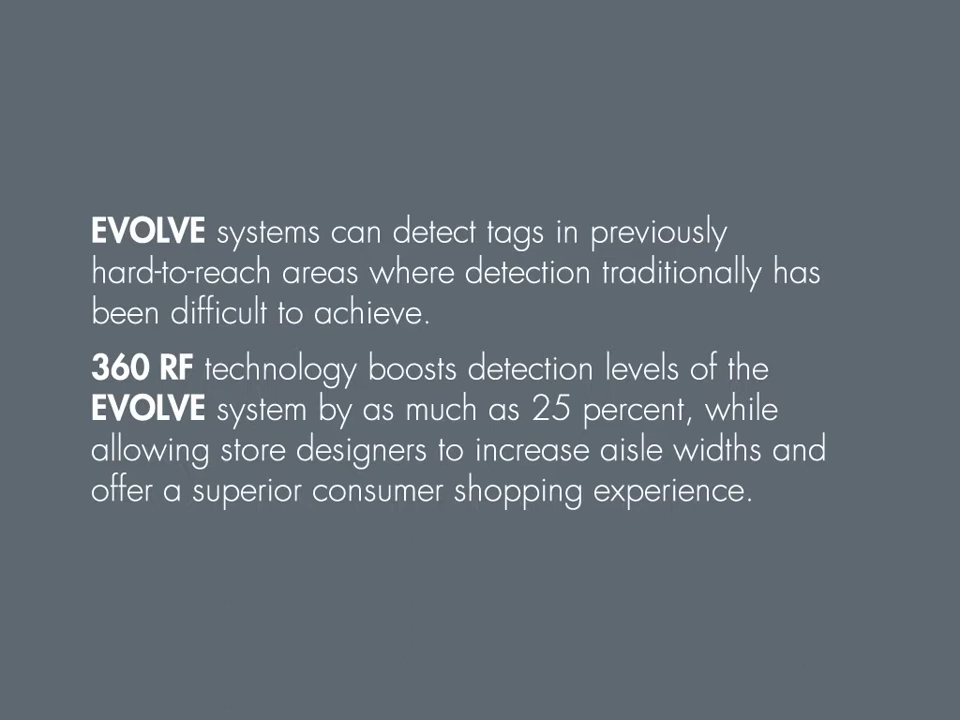 EVOLVE systems can detect tags in previously
hard-to-reach areas where detection traditionally has
been difficult to achieve.
360 RF technology boosts detection levels of the
EVOLVE system by as much as 25 percent, while
allowing store designers to increase aisle widths and
offer a superior consumer shopping experience.